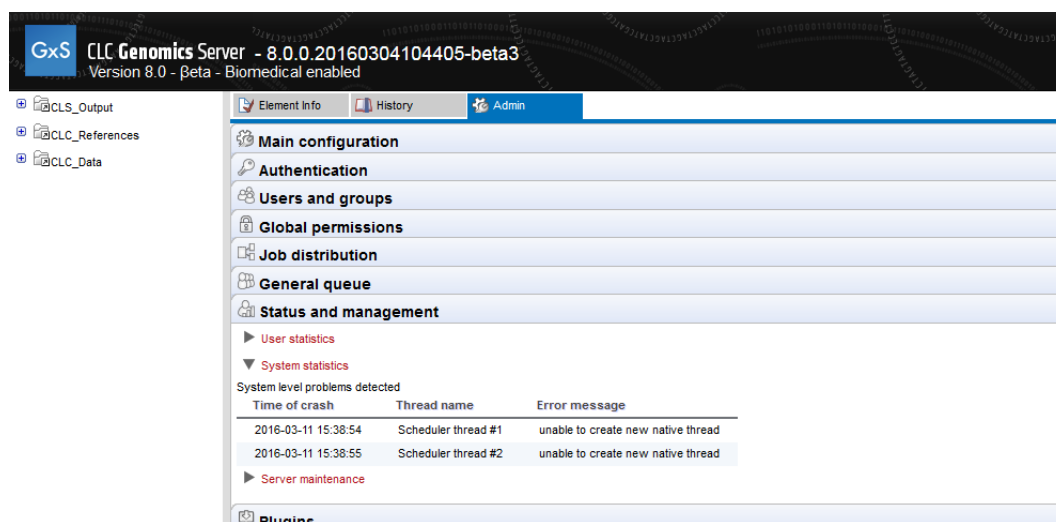 GxS CLC Genomics Server - 8.0.0.20160304104405-beta3
Version 8.0 - βeta - Biomedical enabled
CLS_Output
CLC_References
CLC_Data
Element Info History Admin
Main configuration
Authentication
Users and groups
Global permissions
Job distribution
General queue
Status and management
User statistics
System statistics
System level problems detected
Time of crash Thread name Error message
2016-03-11 15:38:54 Scheduler thread #1 unable to create new native thread
2016-03-11 15:38:55 Scheduler thread #2 unable to create new native thread
Server maintenance
Plugins